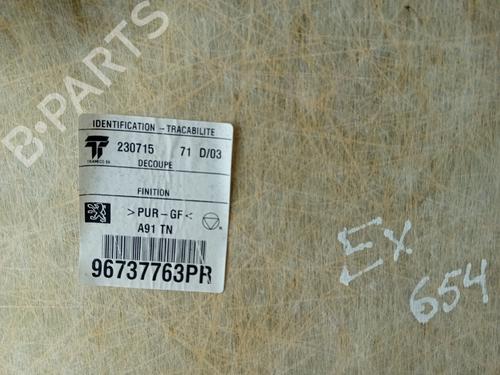 B-PARTS
IDENTIFICATION - TRACABILITE
230715 71 D/03
DECOUPE
FINITION
>PUR-GF<
A91 TN
96737763PR
EX
654